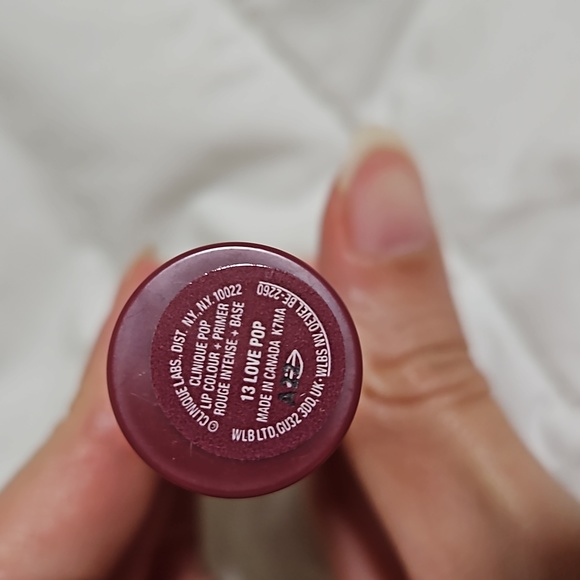 © CLINIQUE LABS., DIST. N.Y., N.Y. 10022
CLINIQUE POP
LIP COLOUR + PRIMER
ROUGE INTENSE + BASE
13 LOVE POP
MADE IN CANADA K7MA
WLB LTD, GU32 3DD, UK • WLBS NV, OEVEL BE-2260